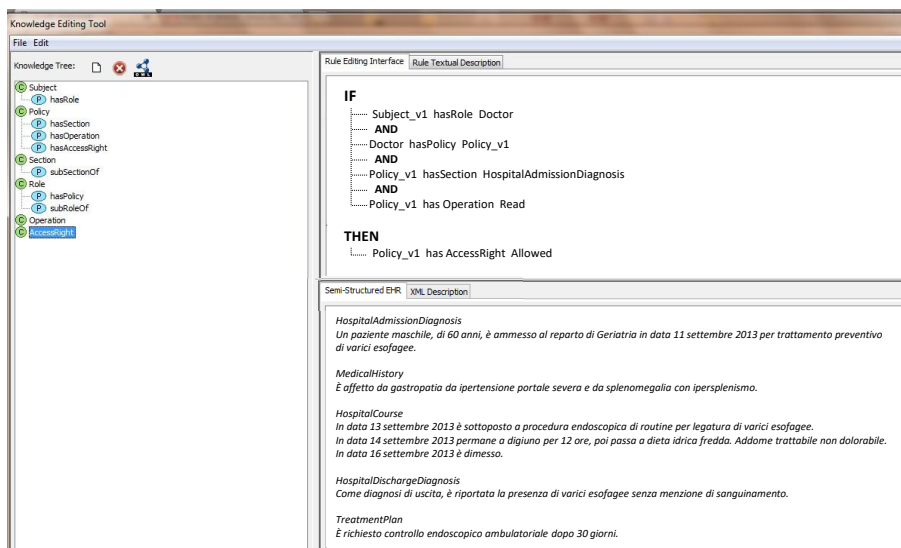 Knowledge Editing Tool
File Edit
Knowledge Tree:
OWL
C Subject
P hasRole
C Policy
P hasSection
P hasOperation
P hasAccessRight
C Section
P subSectionOf
C Role
P hasPolicy
P subRoleOf
C Operation
C AccessRight
Rule Editing Interface Rule Textual Description
IF
Subject_v1 hasRole Doctor
AND
Doctor hasPolicy Policy_v1
AND
Policy_v1 hasSection HospitalAdmissionDiagnosis
AND
Policy_v1 has Operation Read
THEN
Policy_v1 has AccessRight Allowed
Semi-Structured EHR XML Description
HospitalAdmissionDiagnosis
Un paziente maschile, di 60 anni, è ammesso al reparto di Geriatria in data 11 settembre 2013 per trattamento preventivo
di varici esofagee.
MedicalHistory
È affetto da gastropatia da ipertensione portale severa e da splenomegalia con ipersplenismo.
HospitalCourse
In data 13 settembre 2013 è sottoposto a procedura endoscopica di routine per legatura di varici esofagee.
In data 14 settembre 2013 permane a digiuno per 12 ore, poi passa a dieta idrica fredda. Addome trattabile non dolorabile.
In data 16 settembre 2013 è dimesso.
HospitalDischargeDiagnosis
Come diagnosi di uscita, è riportata la presenza di varici esofagee senza menzione di sanguinamento.
TreatmentPlan
È richiesto controllo endoscopico ambulatoriale dopo 30 giorni.